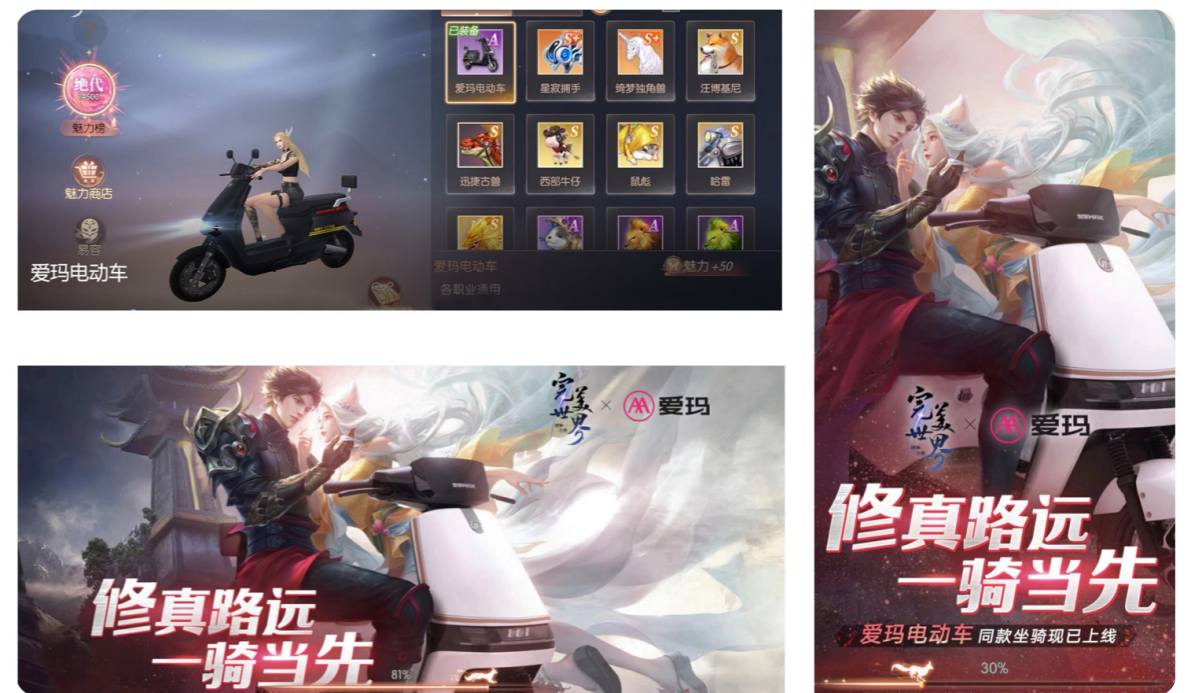 绝代
魅力榜
魅力商店
易容
爱玛电动车
已装备
A
S+
S+
S
爱玛电动车
星寂捕手
绮梦独角兽
汪博基尼
S
S
S
S
迅捷古兽
西部牛仔
鼠彪
哈雷
S
A
A
A
爱玛电动车
魅力 +50
各职业通用
完美世界
×
爱玛
修真路远
一骑当先
81%
完美世界
×
爱玛
修真路远
一骑当先
爱玛电动车 同款坐骑现已上线
30%